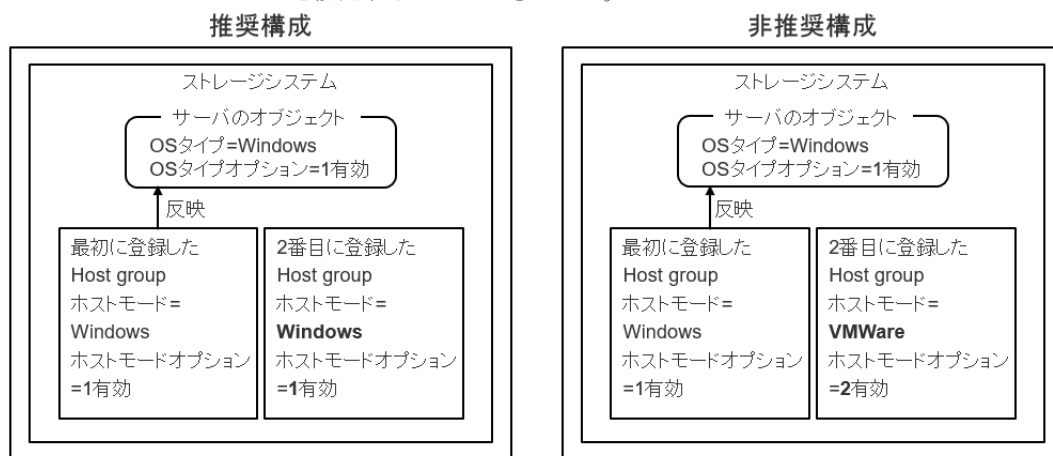 推奨構成
ストレージシステム
サーバのオブジェクト
OSタイプ=Windows
OSタイプオプション=1有効
反映
最初に登録した
Host group
ホストモード=
Windows
ホストモードオプション
=1有効
2番目に登録した
Host group
ホストモード=
Windows
ホストモードオプション
=1有効
非推奨構成
ストレージシステム
サーバのオブジェクト
OSタイプ=Windows
OSタイプオプション=1有効
反映
最初に登録した
Host group
ホストモード=
Windows
ホストモードオプション
=1有効
2番目に登録した
Host group
ホストモード=
VMWare
ホストモードオプション
=2有効